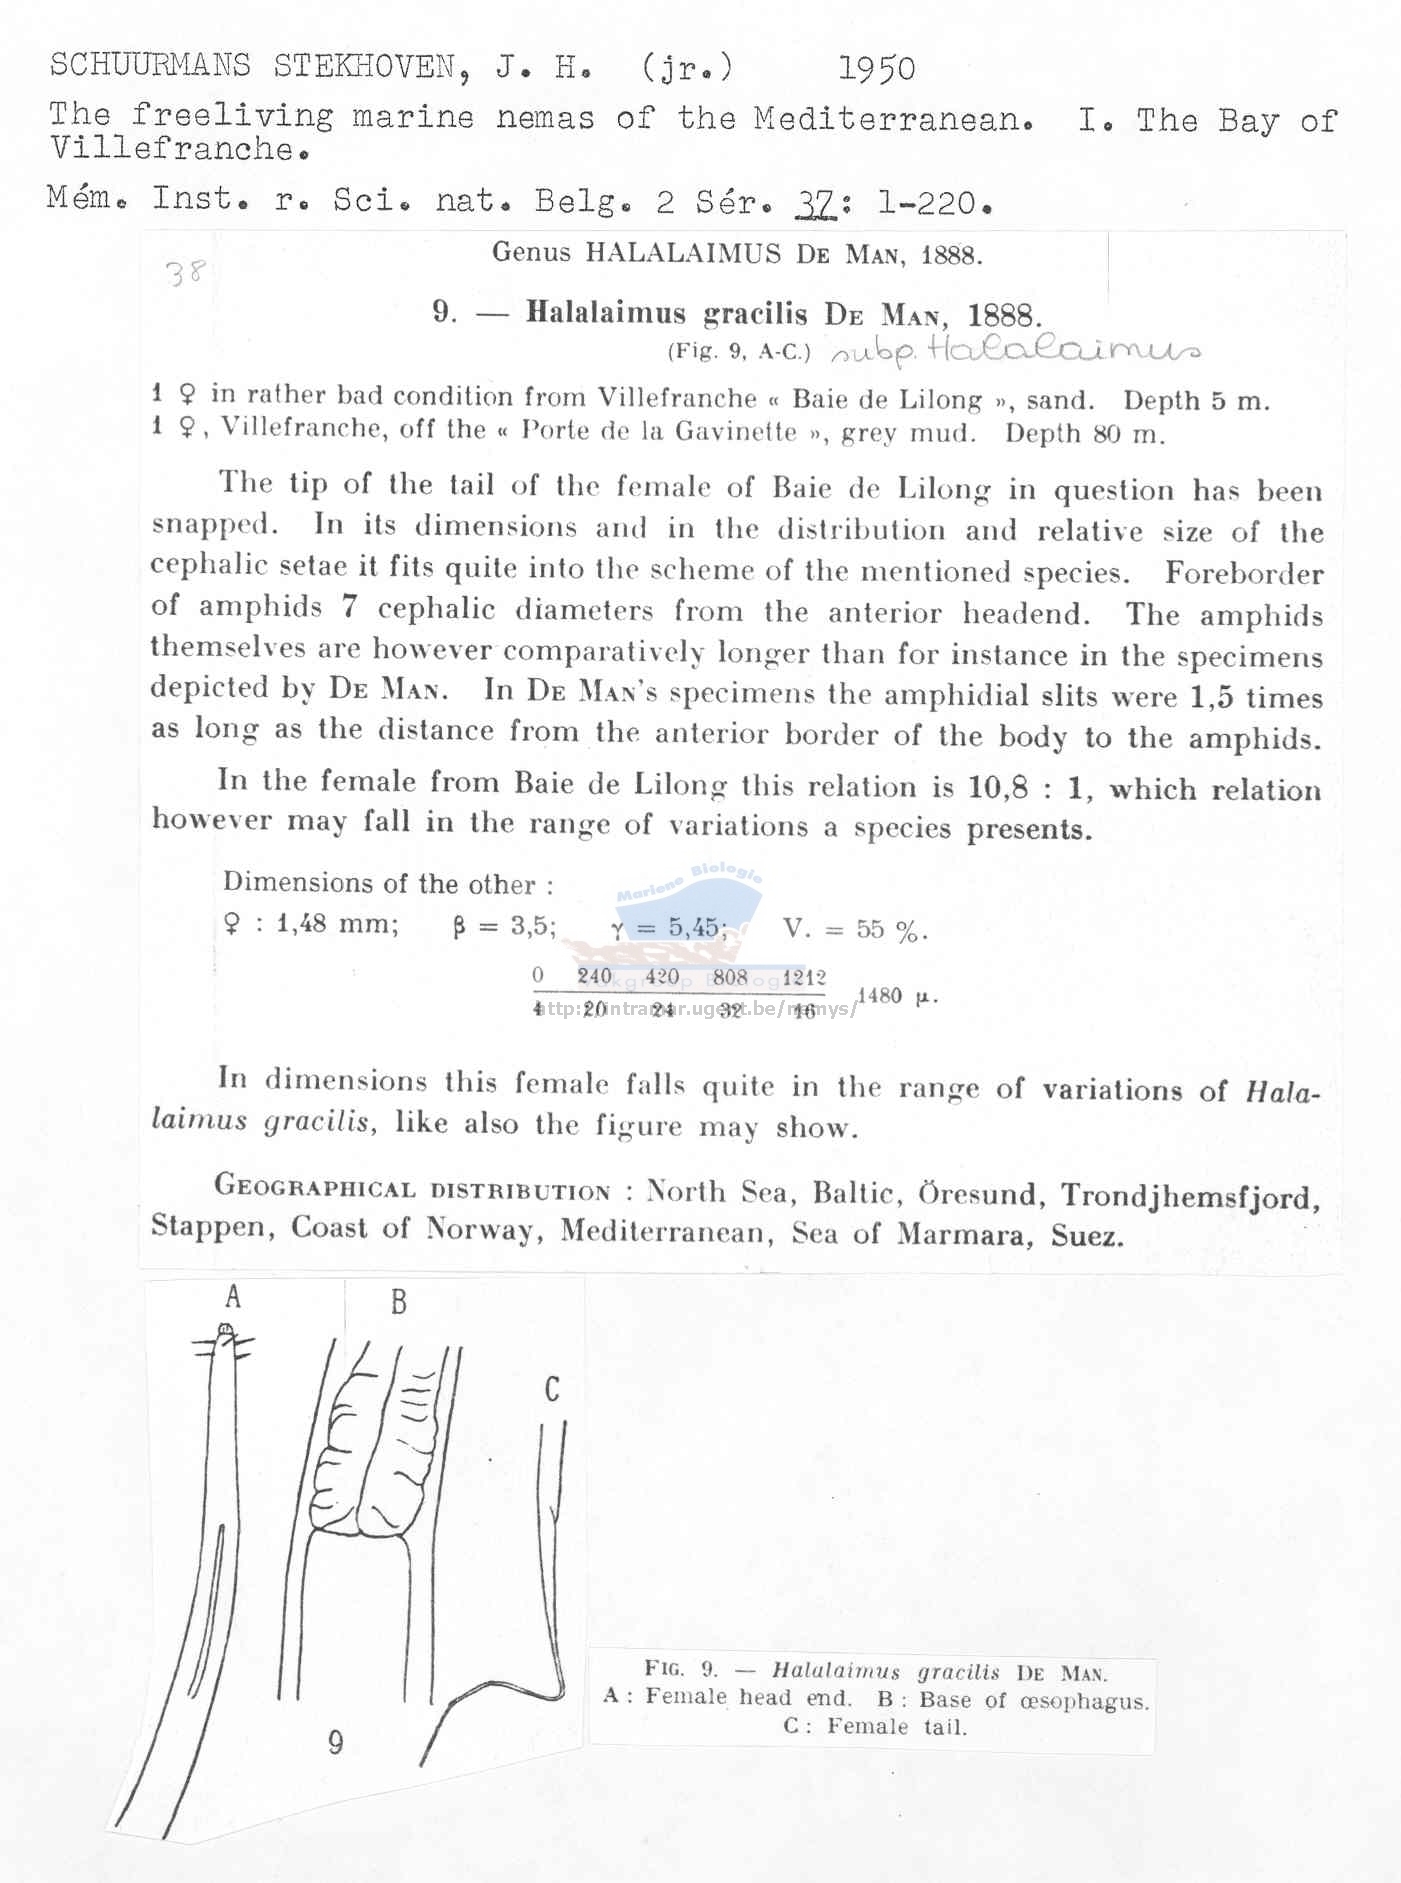 SCHUURMANS STEKHOVEN, J. H. (jr.) 1950
The freeliving marine nemas of the Mediterranean. I. The Bay of
Villefranche.
Mém. Inst. r. Sci. nat. Belg. 2 Sér. 37: 1-220.
38
Genus HALALAIMUS DE MAN, 1888.
9. — Halalaimus gracilis DE MAN, 1888.
(Fig. 9, A-C.) subp. Halalaimus
1 ♀ in rather bad condition from Villefranche « Baie de Lilong », sand. Depth 5 m.
1 ♀, Villefranche, off the « Porte de la Gavinette », grey mud. Depth 80 m.
The tip of the tail of the female of Baie de Lilong in question has been
snapped. In its dimensions and in the distribution and relative size of the
cephalic setae it fits quite into the scheme of the mentioned species. Foreborder
of amphids 7 cephalic diameters from the anterior headend. The amphids
themselves are however comparatively longer than for instance in the specimens
depicted by DE MAN. In DE MAN's specimens the amphidial slits were 1,5 times
as long as the distance from the anterior border of the body to the amphids.
In the female from Baie de Lilong this relation is 10,8 : 1, which relation
however may fall in the range of variations a species presents.
Mariene Biologie
Dimensions of the other :
♀ : 1,48 mm; β = 3,5; γ = 5,45; V. = 55 %.
0 240 420 808 1212
4 20 24 32 16 1480 µ.
http://intramar.ugent.be/nemys/
In dimensions this female falls quite in the range of variations of Hala-
laimus gracilis, like also the figure may show.
GEOGRAPHICAL DISTRIBUTION : North Sea, Baltic, Öresund, Trondjhemsfjord,
Stappen, Coast of Norway, Mediterranean, Sea of Marmara, Suez.
A B
C
9
FIG. 9. — Halalaimus gracilis DE MAN.
A : Female head end. B : Base of œsophagus.
C : Female tail.